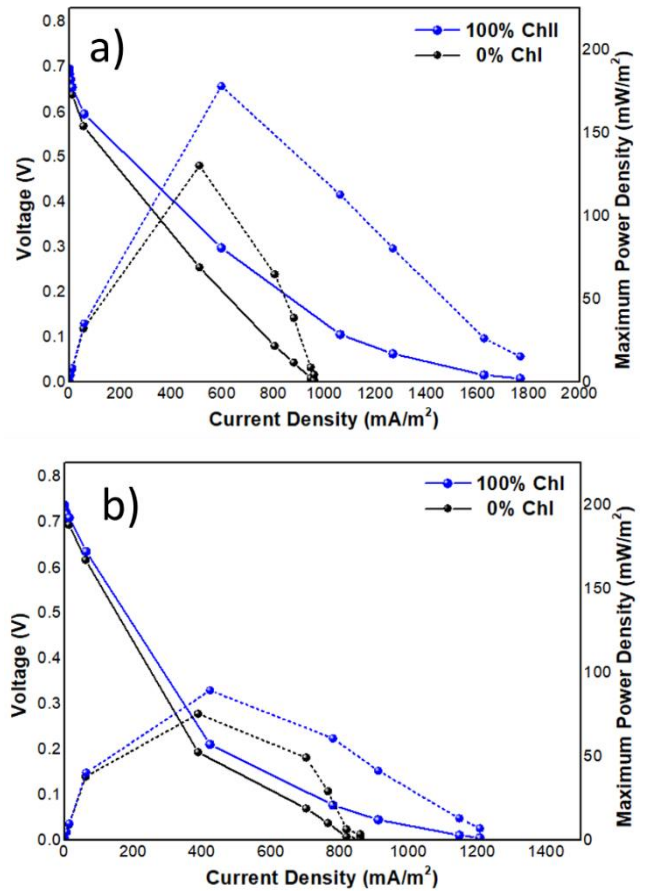 a)
100% ChlI
0% Chl
0.8
0.7
0.6
0.5
0.4
0.3
0.2
0.1
0.0
Voltage (V)
200
150
100
50
0
Maximum Power Density (mW/m²)
0 200 400 600 800 1000 1200 1400 1600 1800 2000
Current Density (mA/m²)
b)
100% Chl
0% Chl
0.8
0.7
0.6
0.5
0.4
0.3
0.2
0.1
0.0
Voltage (V)
200
150
100
50
0
Maximum Power Density (mW/m²)
0 200 400 600 800 1000 1200 1400
Current Density (mA/m²)